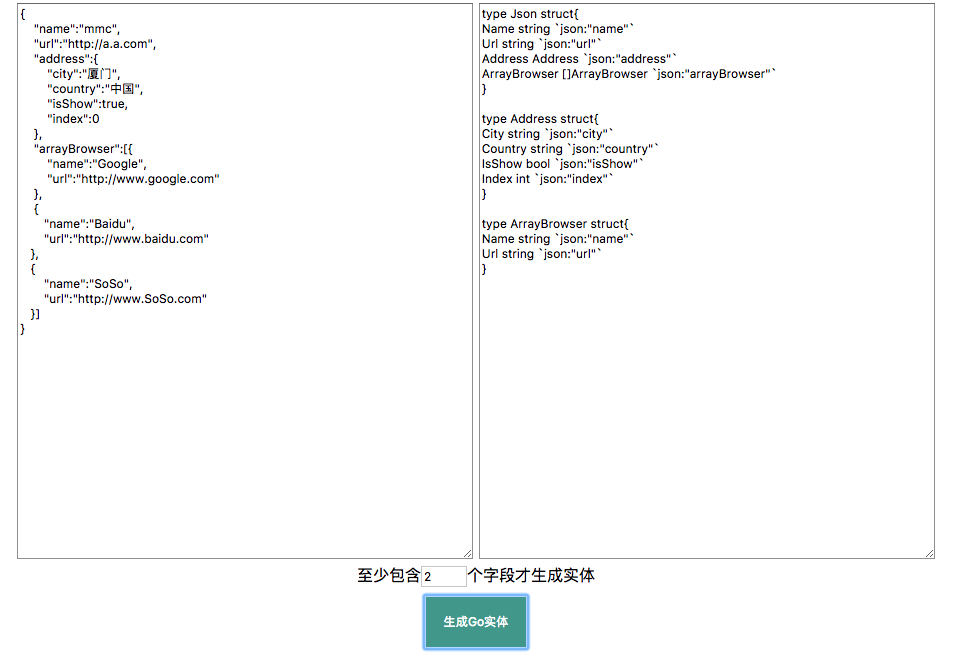 {
"name":"mmc",
"url":"http://a.a.com",
"address":{
"city":"厦门",
"country":"中国",
"isShow":true,
"index":0
},
"arrayBrowser":[{
"name":"Google",
"url":"http://www.google.com"
},
{
"name":"Baidu",
"url":"http://www.baidu.com"
},
{
"name":"SoSo",
"url":"http://www.SoSo.com"
}]
}
type Json struct{
Name string `json:"name"`
Url string `json:"url"`
Address Address `json:"address"`
ArrayBrowser []ArrayBrowser `json:"arrayBrowser"`
}
type Address struct{
City string `json:"city"`
Country string `json:"country"`
IsShow bool `json:"isShow"`
Index int `json:"index"`
}
type ArrayBrowser struct{
Name string `json:"name"`
Url string `json:"url"`
}
至少包含2个字段才生成实体
生成Go实体